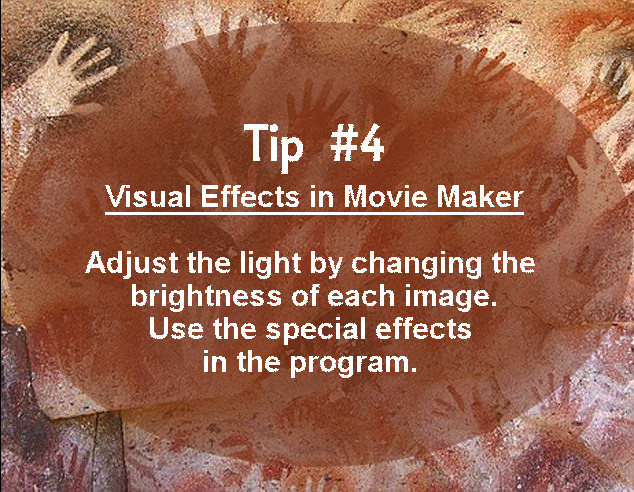 Tip #4
Visual Effects in Movie Maker
Adjust the light by changing the
brightness of each image.
Use the special effects
in the program.